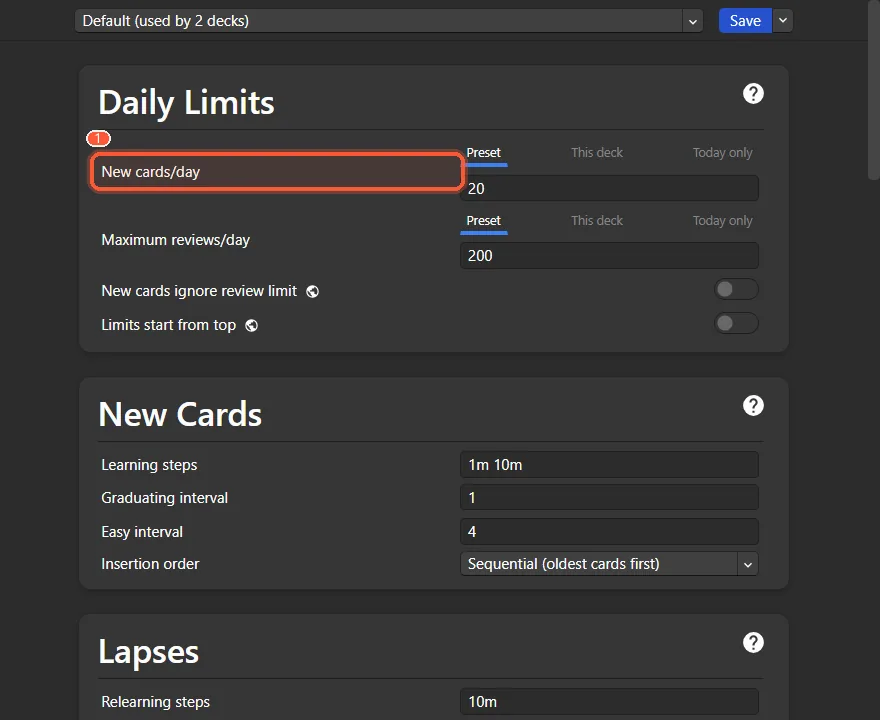 Default (used by 2 decks)
Save
Daily Limits
?
1
New cards/day
Preset This deck Today only
20
Maximum reviews/day
Preset This deck Today only
200
New cards ignore review limit
Limits start from top
New Cards
?
Learning steps 1m 10m
Graduating interval 1
Easy interval 4
Insertion order Sequential (oldest cards first)
Lapses
?
Relearning steps 10m